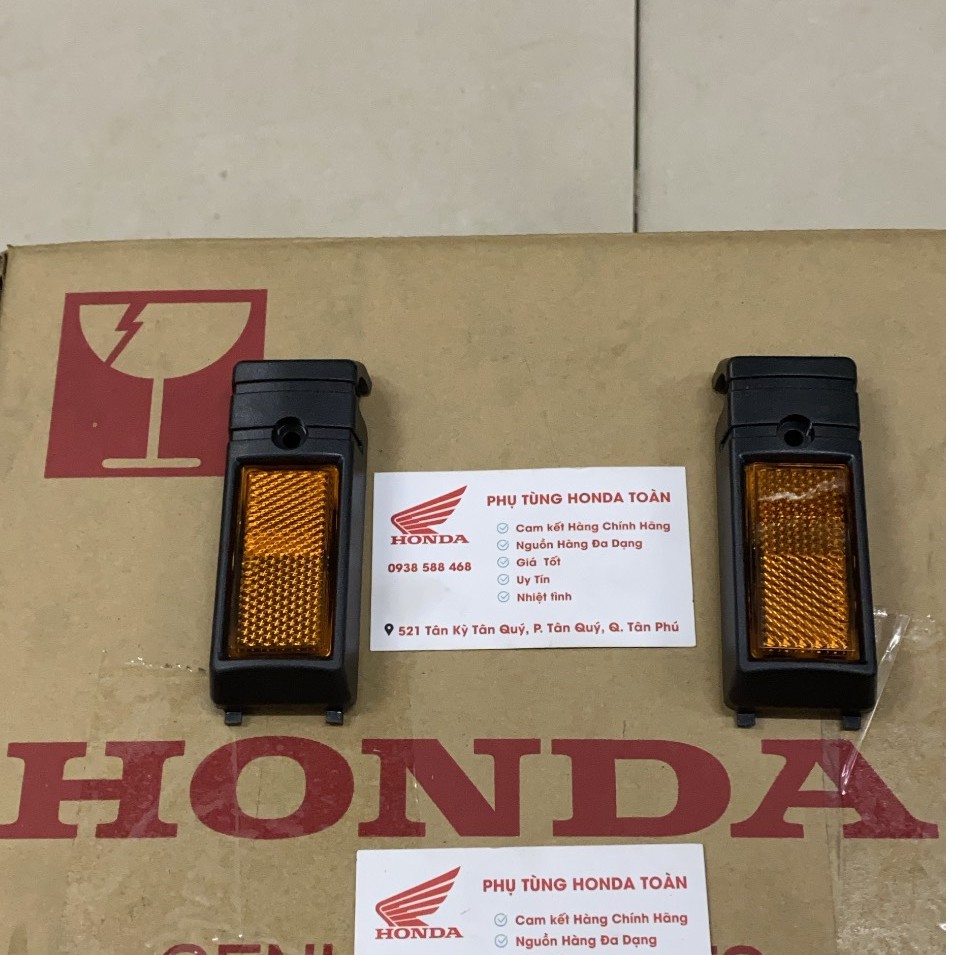 PHỤ TÙNG HONDA TOÀN
HONDA
0938 588 468
Cam kết Hàng Chính Hãng
Nguồn Hàng Đa Dạng
Giá Tốt
Uy Tín
Nhiệt tình
521 Tân Kỳ Tân Quý, P. Tân Quý, Q. Tân Phú
HONDA
PHỤ TÙNG HONDA TOÀN
HONDA
Cam kết Hàng Chính Hãng
Nguồn Hàng Đa Dạng